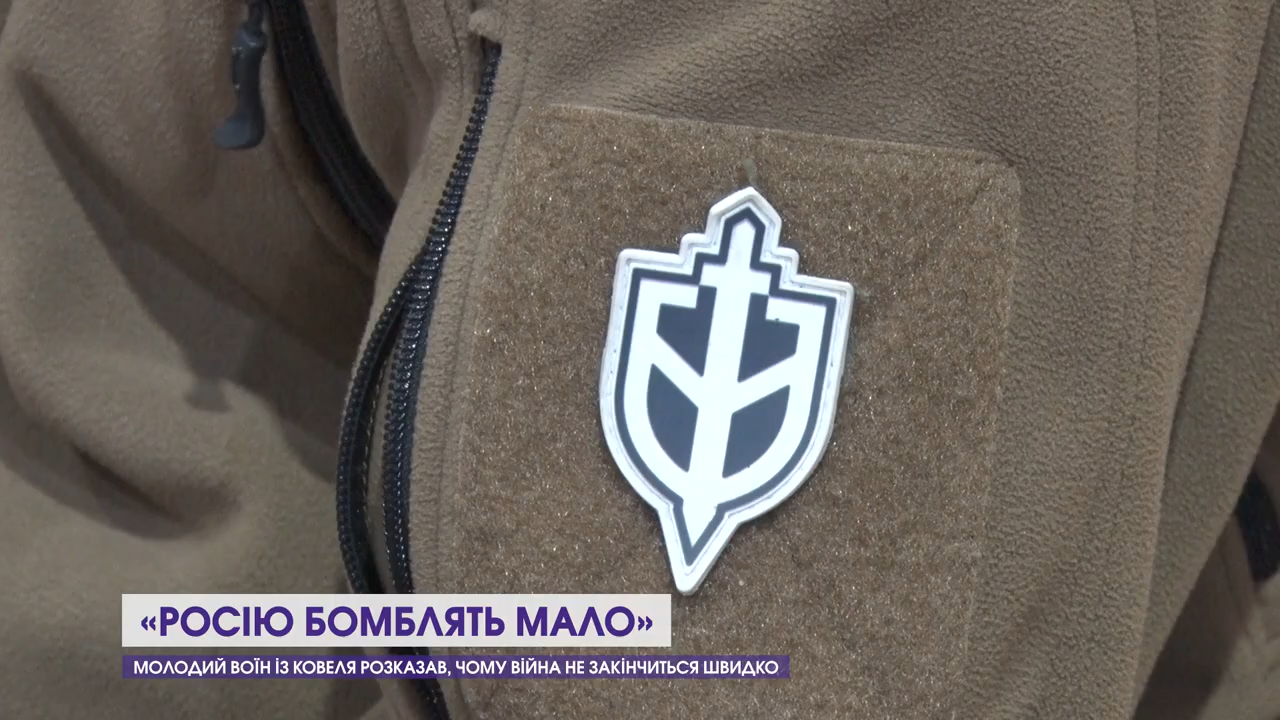 «РОСІЮ БОМБЛЯТЬ МАЛО»
МОЛОДИЙ ВОЇН ІЗ КОВЕЛЯ РОЗКАЗАВ, ЧОМУ ВІЙНА НЕ ЗАКІНЧИТЬСЯ ШВИДКО